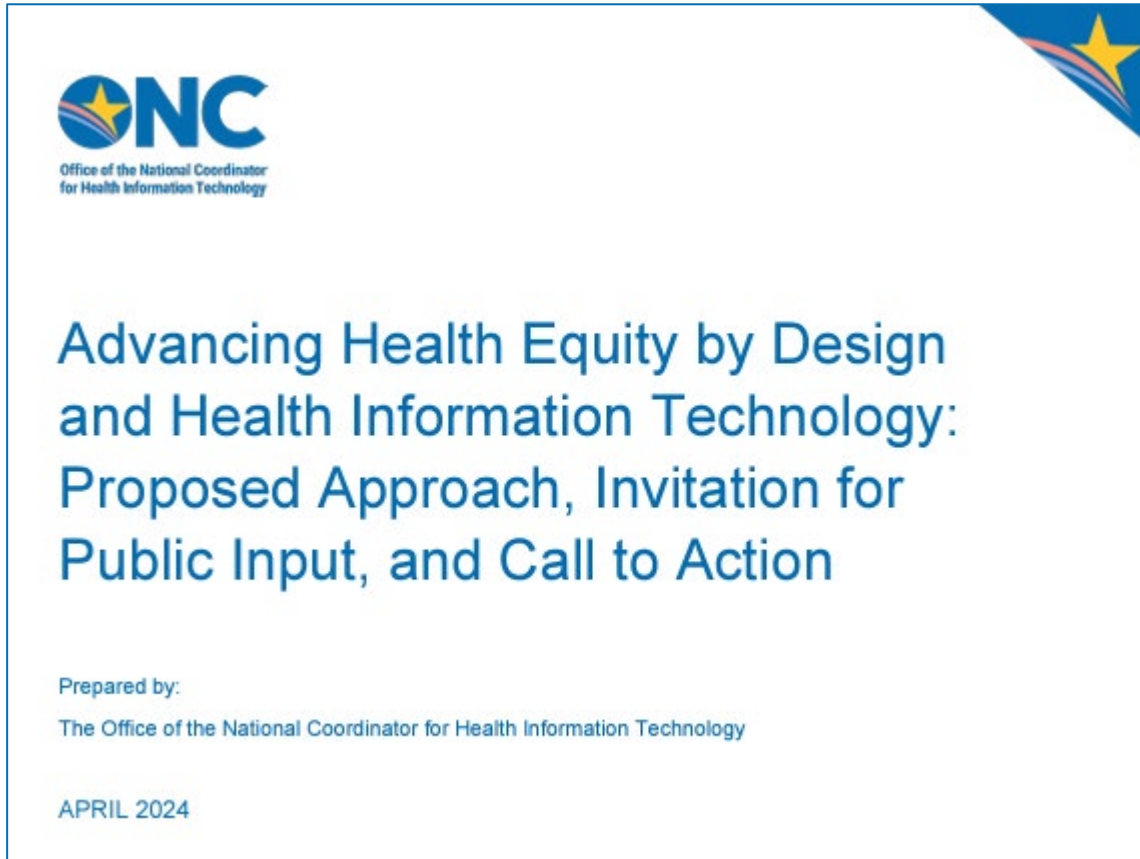 ONC
Office of the National Coordinator
for Health Information Technology
Advancing Health Equity by Design
and Health Information Technology:
Proposed Approach, Invitation for
Public Input, and Call to Action
Prepared by:
The Office of the National Coordinator for Health Information Technology
APRIL 2024